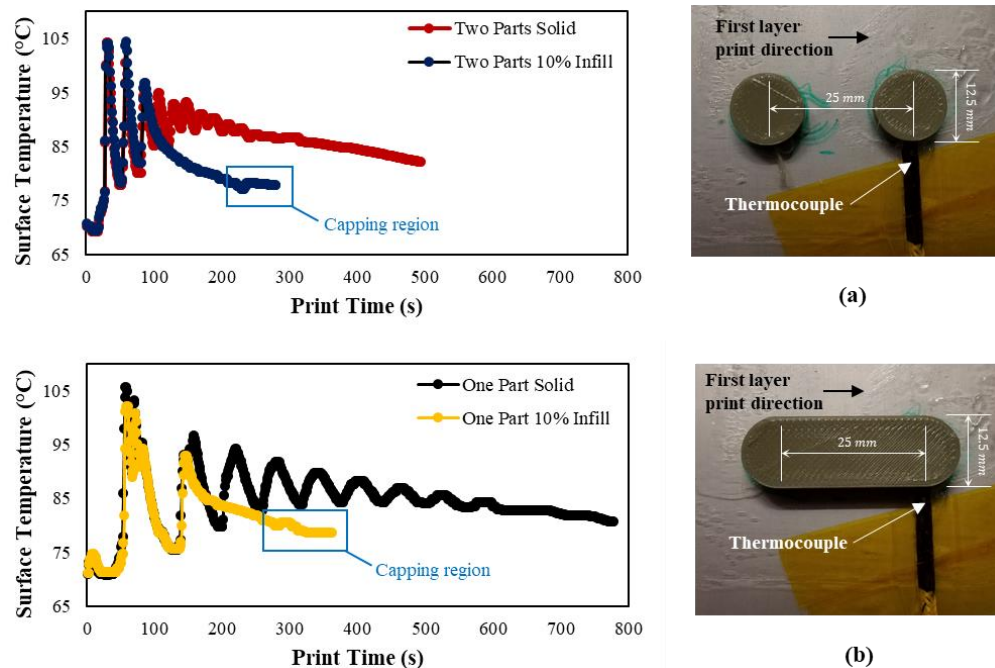 105
95
85
75
65
0
100
200
300
400
500
600
700
800
Surface Temperature (°C)
Print Time (s)
Two Parts Solid
Two Parts 10% Infill
Capping region
First layer
print direction
25 mm
12.5 mm
Thermocouple
(a)
105
95
85
75
65
0
100
200
300
400
500
600
700
800
Surface Temperature (°C)
Print Time (s)
One Part Solid
One Part 10% Infill
Capping region
First layer
print direction
25 mm
12.5 mm
Thermocouple
(b)